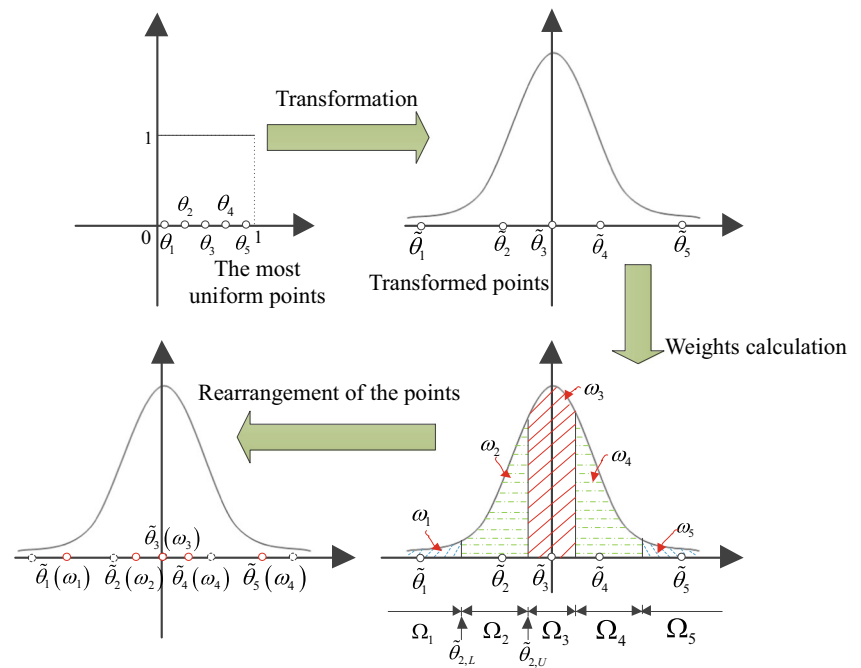 Transformation
1
θ₂ θ₄
0 θ₁ θ₃ θ₅ 1
The most
uniform points
θ̃₁ θ̃₂ θ̃₃ θ̃₄ θ̃₅
Transformed points
Weights calculation
Rearrangement of the points
ω₃
ω₂ ω₄
ω₁ ω₅
θ̃₁ θ̃₂ θ̃₃ θ̃₄ θ̃₅
Ω₁ Ω₂ Ω₃ Ω₄ Ω₅
θ̃₂,L θ̃₂,U
θ̃₃(ω₃)
θ̃₁(ω₁) θ̃₂(ω₂) θ̃₄(ω₄) θ̃₅(ω₄)